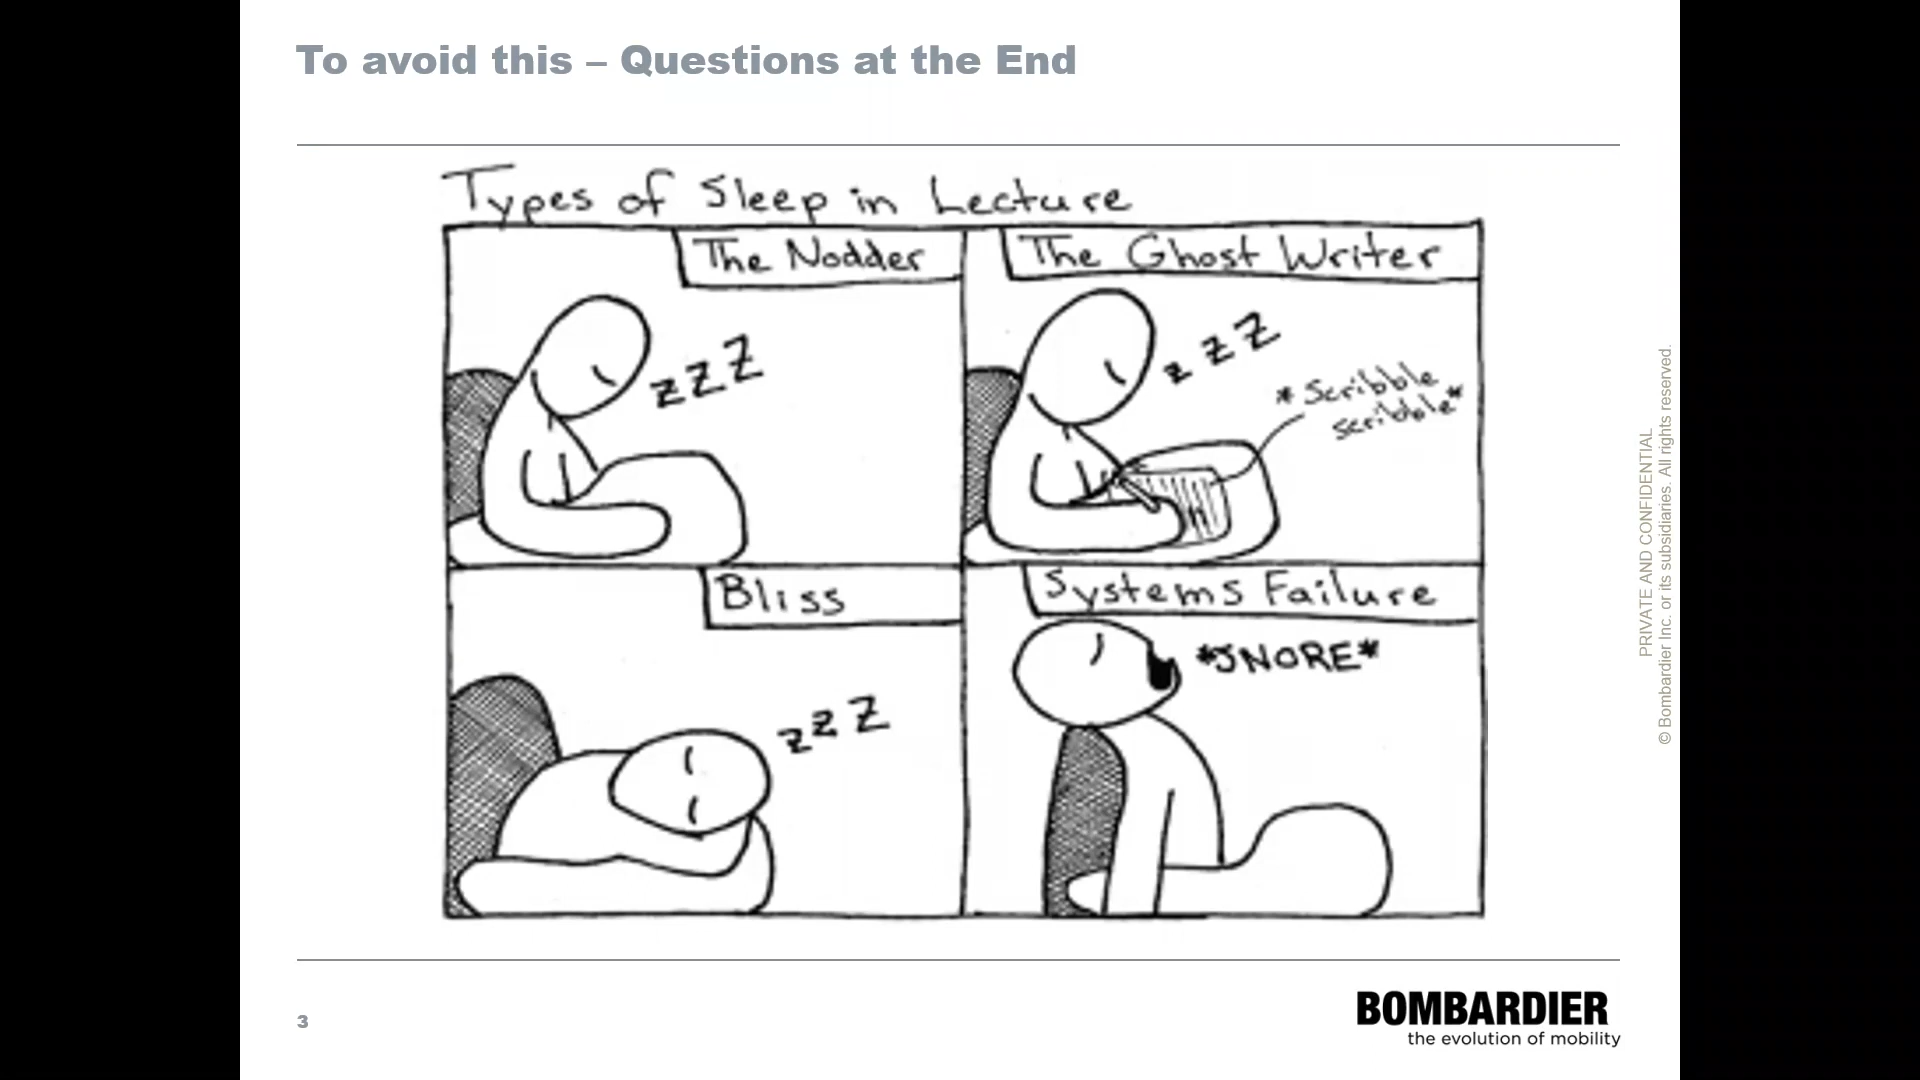 To avoid this – Questions at the End
Types of Sleep in Lecture
The Nodder
zzZ
The Ghost Writer
zzZ
*Scribble
scribble*
Bliss
zzZ
Systems Failure
*SNORE*
PRIVATE AND CONFIDENTIAL
© Bombardier Inc. or its subsidiaries. All rights reserved.
3
BOMBARDIER
the evolution of mobility